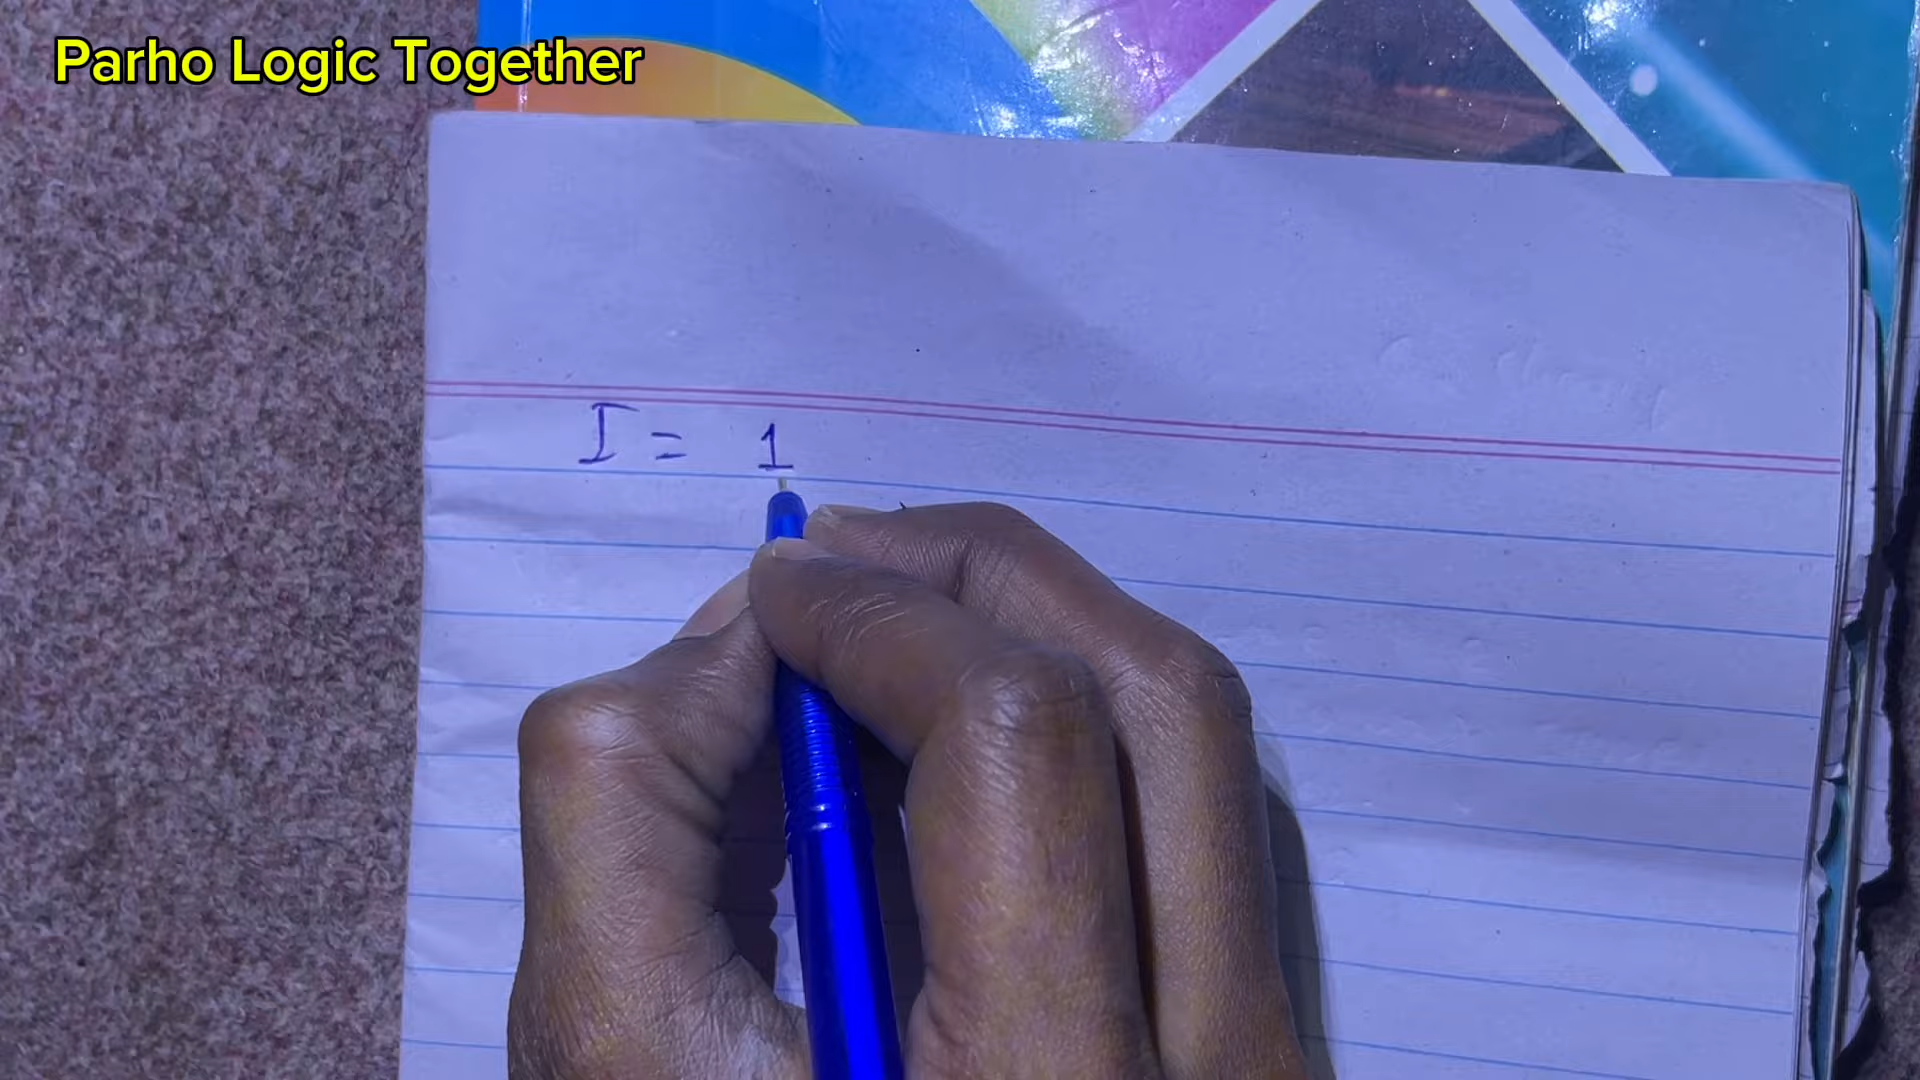 Parho Logic Together
I = 1